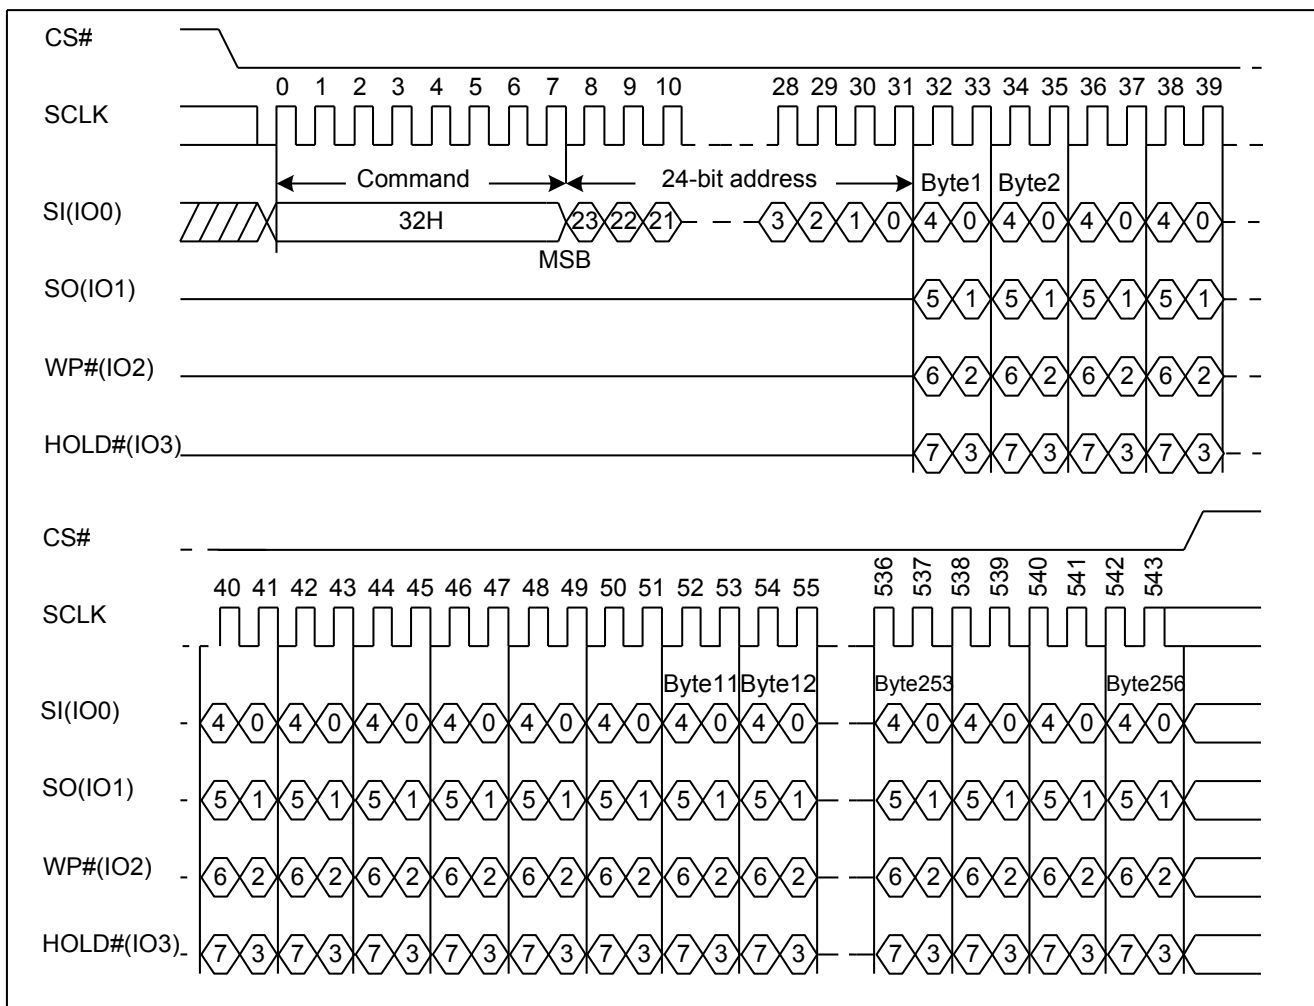 CS#
0 1 2 3 4 5 6 7 8 9 10 28 29 30 31 32 33 34 35 36 37 38 39
SCLK
Command 24-bit address Byte1 Byte2
SI(IO0) 32H 23 22 21 3 2 1 0 4 0 4 0 4 0 4 0
MSB
SO(IO1) 5 1 5 1 5 1 5 1
WP#(IO2) 6 2 6 2 6 2 6 2
HOLD#(IO3) 7 3 7 3 7 3 7 3
CS#
40 41 42 43 44 45 46 47 48 49 50 51 52 53 54 55 536 537 538 539 540 541 542 543
SCLK
Byte11 Byte12 Byte253 Byte256
SI(IO0) 4 0 4 0 4 0 4 0 4 0 4 0 4 0 4 0 4 0 4 0 4 0 4 0
SO(IO1) 5 1 5 1 5 1 5 1 5 1 5 1 5 1 5 1 5 1 5 1 5 1 5 1
WP#(IO2) 6 2 6 2 6 2 6 2 6 2 6 2 6 2 6 2 6 2 6 2 6 2 6 2
HOLD#(IO3) 7 3 7 3 7 3 7 3 7 3 7 3 7 3 7 3 7 3 7 3 7 3 7 3